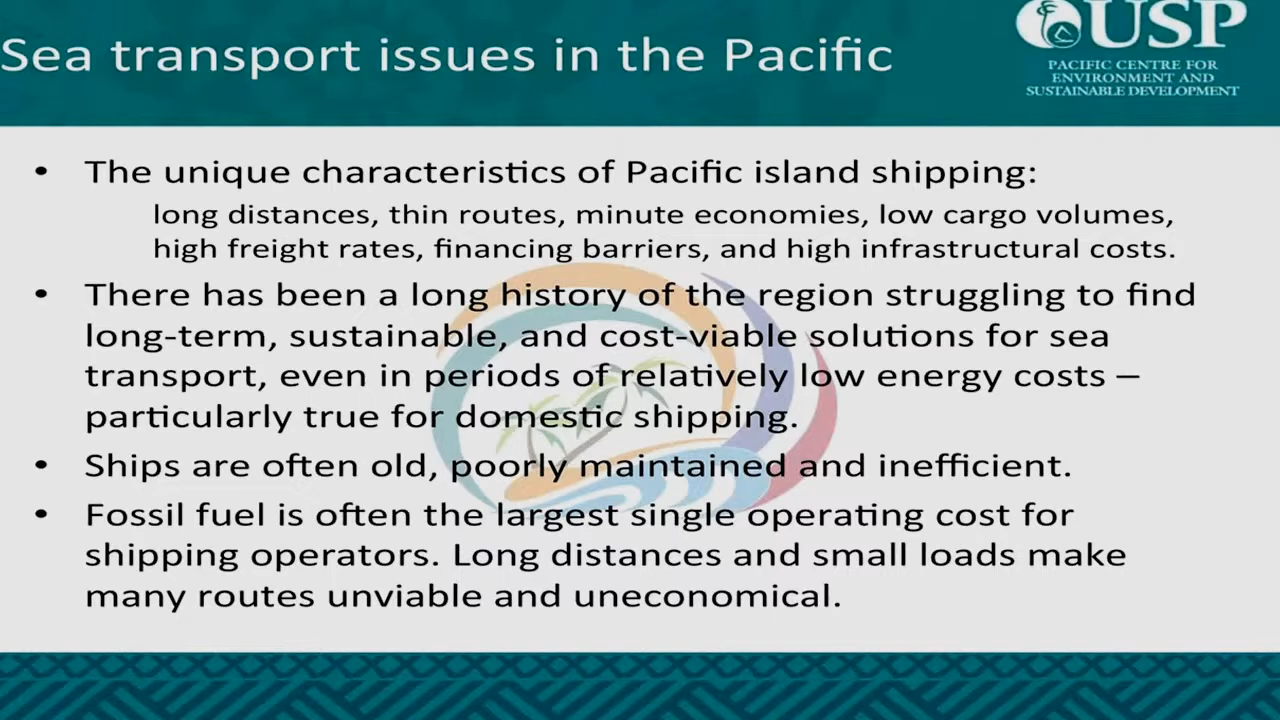 Sea transport issues in the Pacific
USP
PACIFIC CENTRE FOR
ENVIRONMENT AND
SUSTAINABLE DEVELOPMENT
• The unique characteristics of Pacific island shipping:
long distances, thin routes, minute economies, low cargo volumes,
high freight rates, financing barriers, and high infrastructural costs.
• There has been a long history of the region struggling to find
long-term, sustainable, and cost-viable solutions for sea
transport, even in periods of relatively low energy costs –
particularly true for domestic shipping.
• Ships are often old, poorly maintained and inefficient.
• Fossil fuel is often the largest single operating cost for
shipping operators. Long distances and small loads make
many routes unviable and uneconomical.